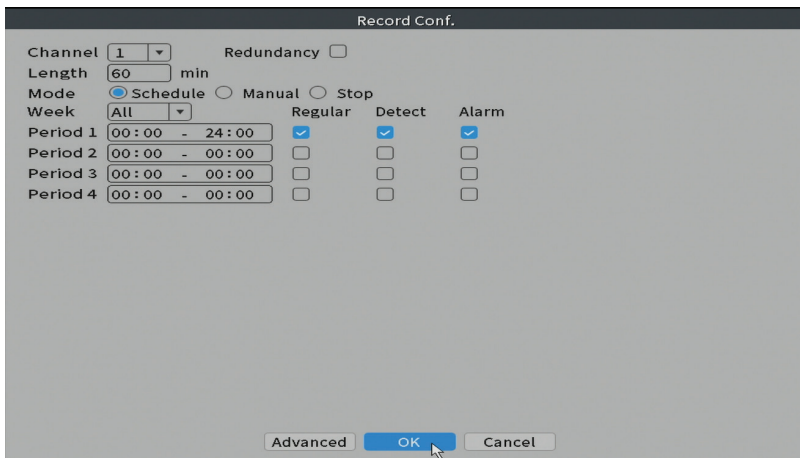 Record Conf.
Channel 1 Redundancy
Length 60 min
Mode Schedule Manual Stop
Week All Regular Detect Alarm
Period 1 00:00 - 24:00
Period 2 00:00 - 00:00
Period 3 00:00 - 00:00
Period 4 00:00 - 00:00
Advanced OK Cancel